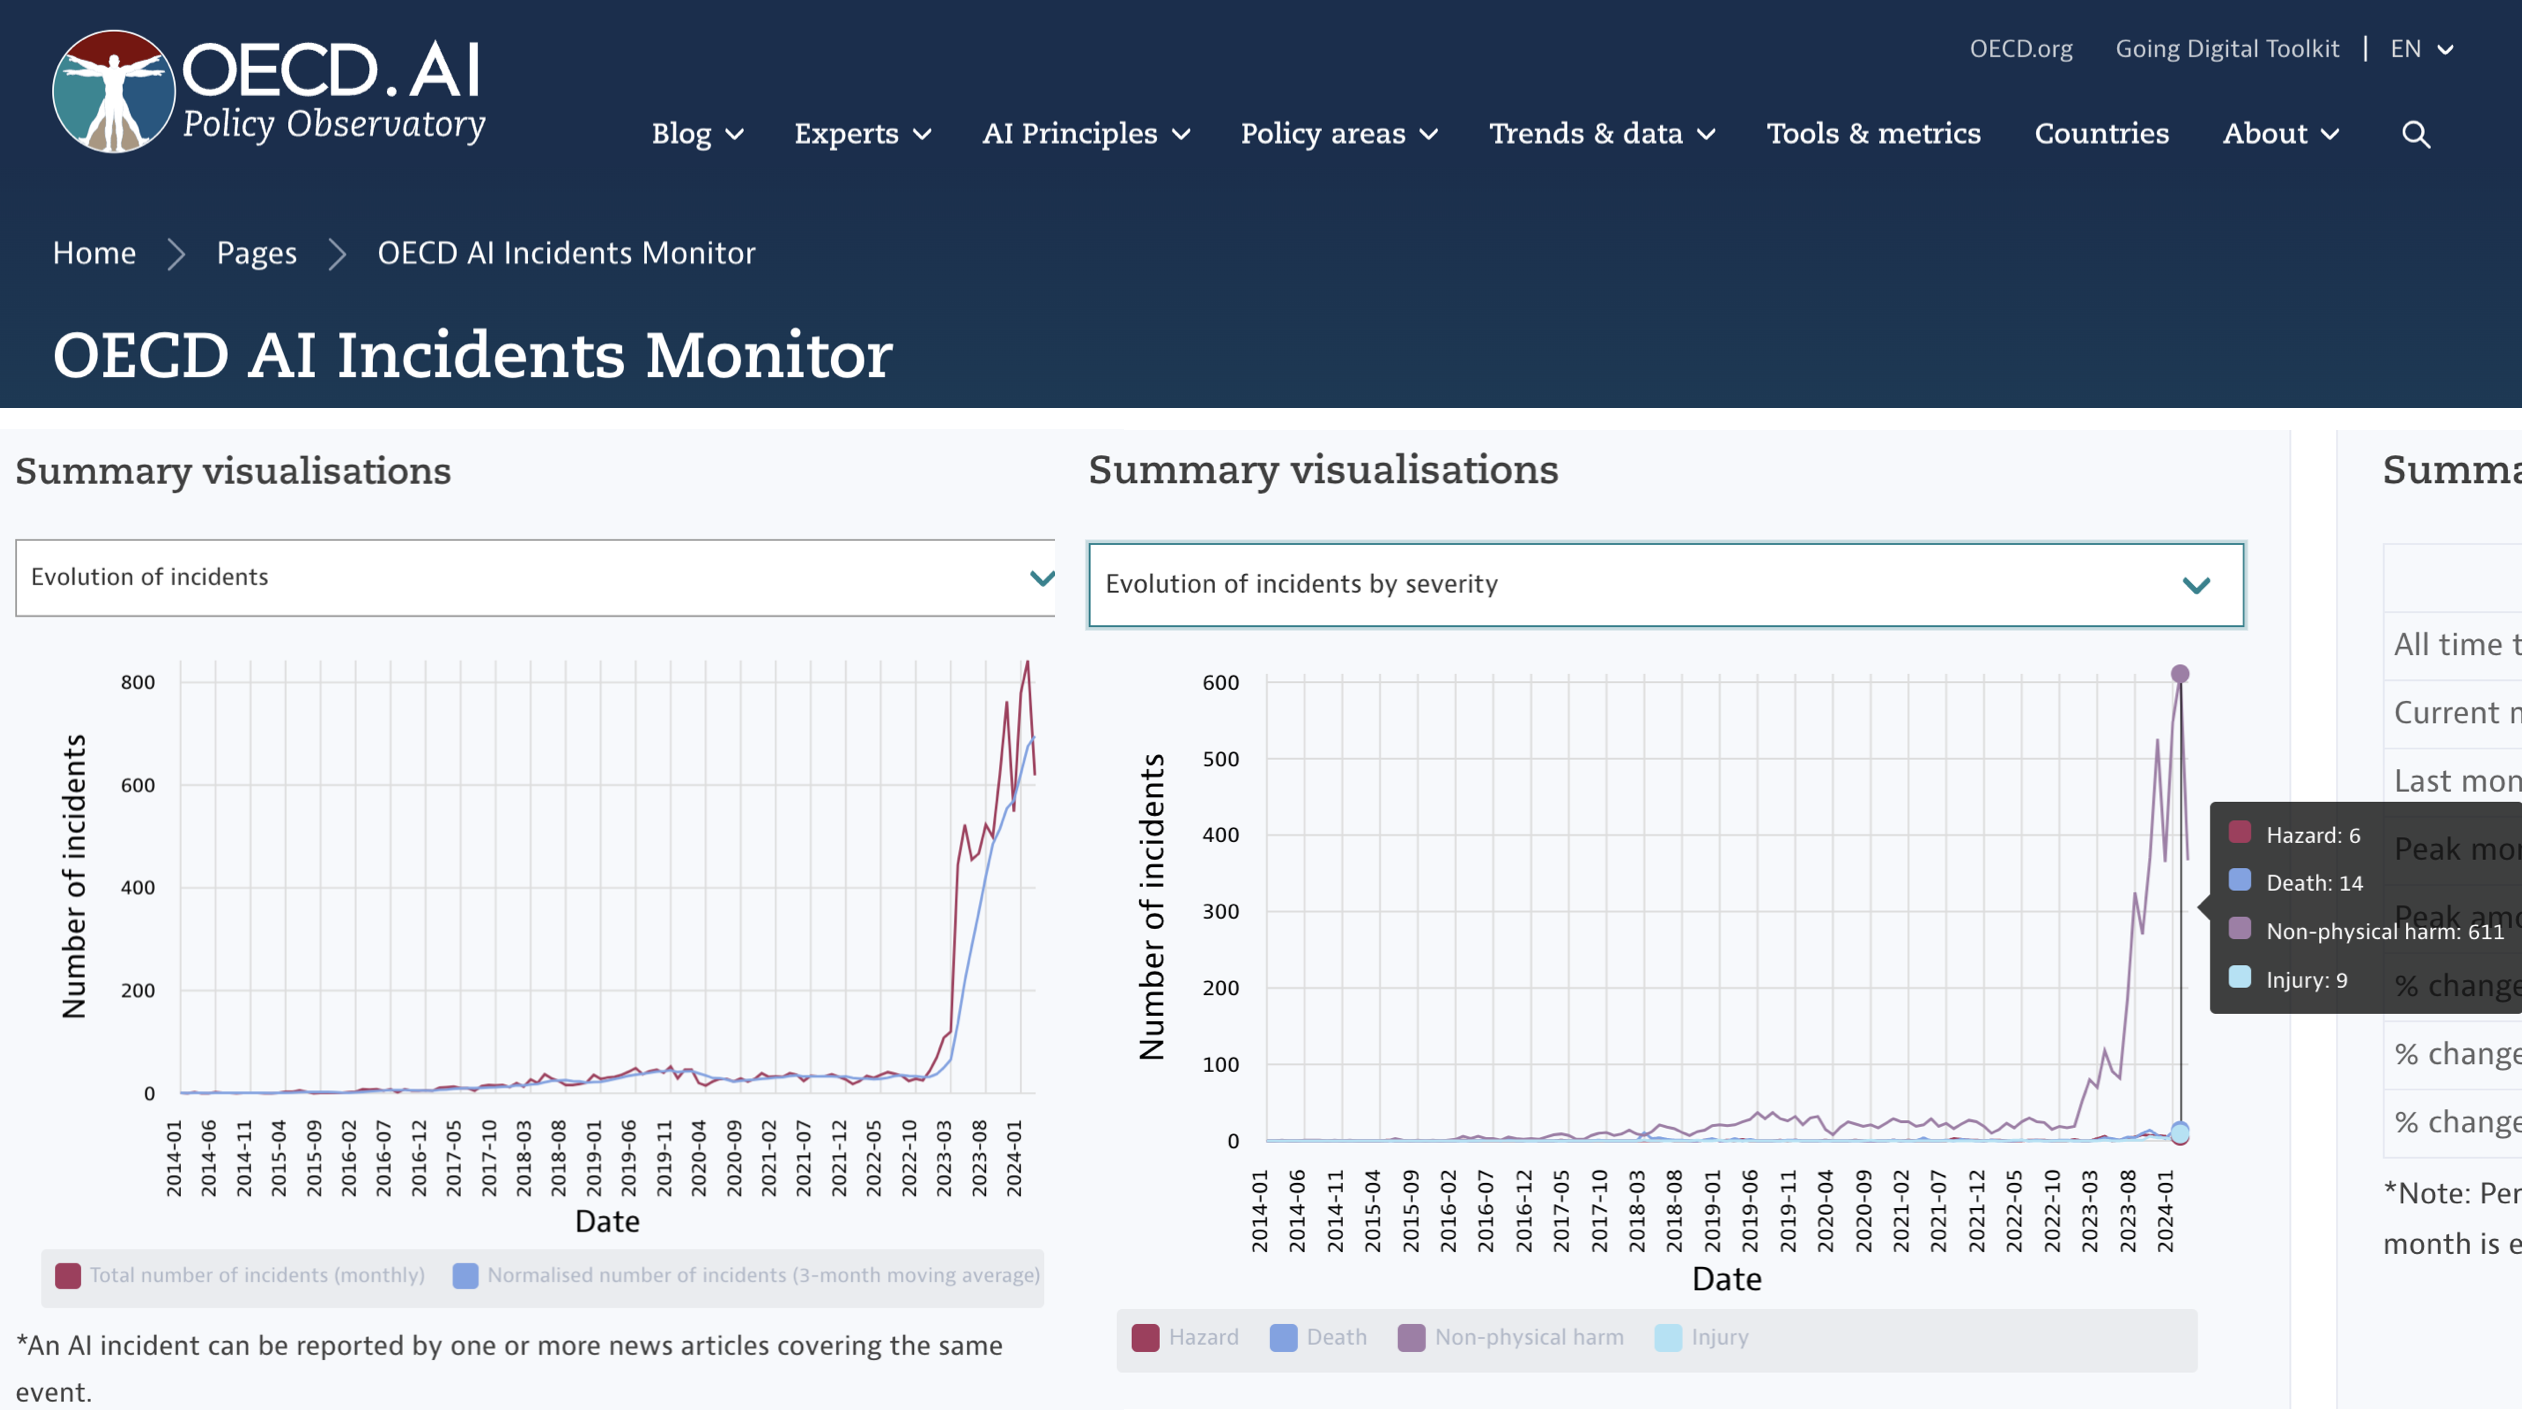 OECD.AI
Policy Observatory
OECD.org Going Digital Toolkit | EN
Blog Experts AI Principles Policy areas Trends & data Tools & metrics Countries About
Home Pages OECD AI Incidents Monitor
OECD AI Incidents Monitor
Summary visualisations
Evolution of incidents
Number of incidents
800
600
400
200
0
2014-01 2014-06 2014-11 2015-04 2015-09 2016-02 2016-07 2016-12 2017-05 2017-10 2018-03 2018-08 2019-01 2019-06 2019-11 2020-04 2020-09 2021-02 2021-07 2021-12 2022-05 2022-10 2023-03 2023-08 2024-01
Date
Total number of incidents (monthly) Normalised number of incidents (3-month moving average)
*An AI incident can be reported by one or more news articles covering the same
event.
Summary visualisations
Evolution of incidents by severity
Number of incidents
600
500
400
300
200
100
0
2014-01 2014-06 2014-11 2015-04 2015-09 2016-02 2016-07 2016-12 2017-05 2017-10 2018-03 2018-08 2019-01 2019-06 2019-11 2020-04 2020-09 2021-02 2021-07 2021-12 2022-05 2022-10 2023-03 2023-08 2024-01
Date
Hazard Death Non-physical harm Injury
Hazard: 6
Death: 14
Non-physical harm: 611
Injury: 9
All time
Current
Last
Peak
Peak
% change
% change
% change
*Note:
month is